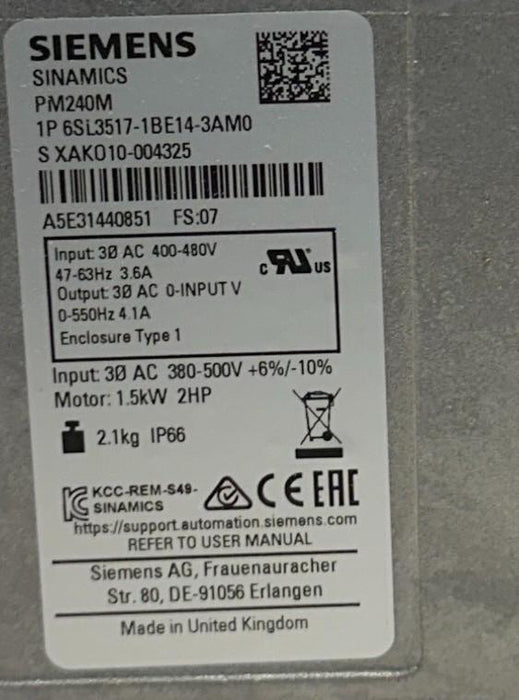 SIEMENS
SINAMICS
PM240M
1P 6SL3517-1BE14-3AM0
S XAKO10-004325
A5E31440851 FS:07
Input: 3Ø AC 400-480V
47-63Hz 3.6A
Output: 3Ø AC 0-INPUT V
0-550Hz 4.1A
Enclosure Type 1
c RU US
Input: 3Ø AC 380-500V +6%/-10%
Motor: 1.5kW 2HP
2.1kg IP66
KCC-REM-S49-
SINAMICS
CE EAC
https://support.automation.siemens.com
REFER TO USER MANUAL
Siemens AG, Frauenauracher
Str. 80, DE-91056 Erlangen
Made in United Kingdom